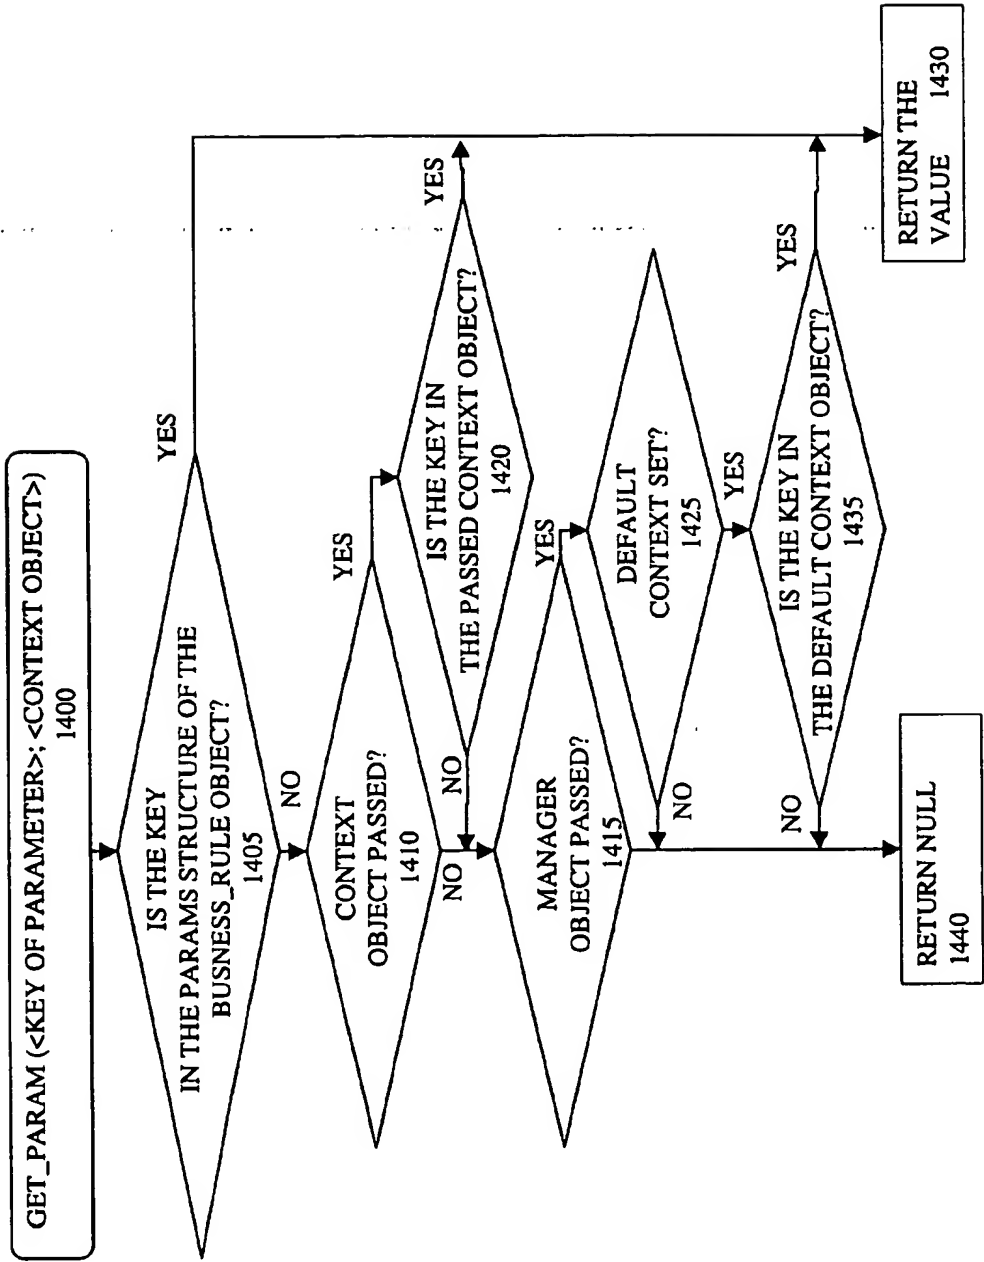 GET_PARAM (<KEY OF PARAMETER>; <CONTEXT OBJECT>)
1400
IS THE KEY
IN THE PARAMS STRUCTURE OF THE
BUSNESS_RULE OBJECT?
1405
YES
NO
CONTEXT
OBJECT PASSED?
1410
YES
NO
IS THE KEY IN
THE PASSED CONTEXT OBJECT?
1420
YES
NO
MANAGER
OBJECT PASSED?
1415
YES
DEFAULT
CONTEXT SET?
1425
NO
YES
IS THE KEY IN
THE DEFAULT CONTEXT OBJECT?
1435
YES
NO
RETURN THE
VALUE 1430
RETURN NULL
1440